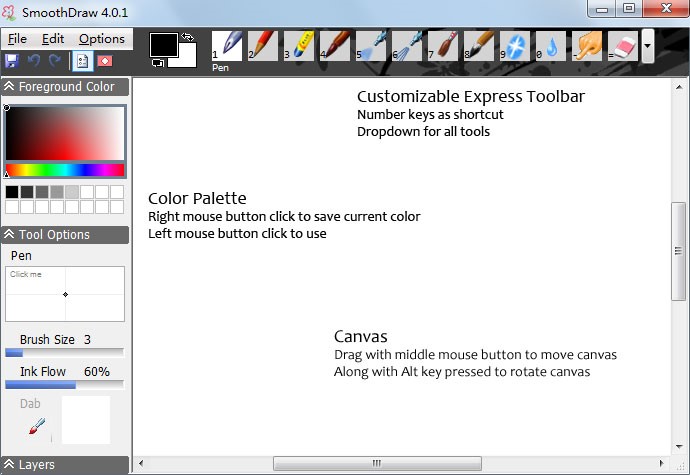 SmoothDraw 4.0.1
File Edit Options
1 2 3 4 5 6 7 8 9 0 - =
Pen
Foreground Color
Customizable Express Toolbar
Number keys as shortcut
Dropdown for all tools
Color Palette
Right mouse button click to save current color
Left mouse button click to use
Tool Options
Pen
Click me
Brush Size 3
Ink Flow 60%
Dab
Canvas
Drag with middle mouse button to move canvas
Along with Alt key pressed to rotate canvas
Layers